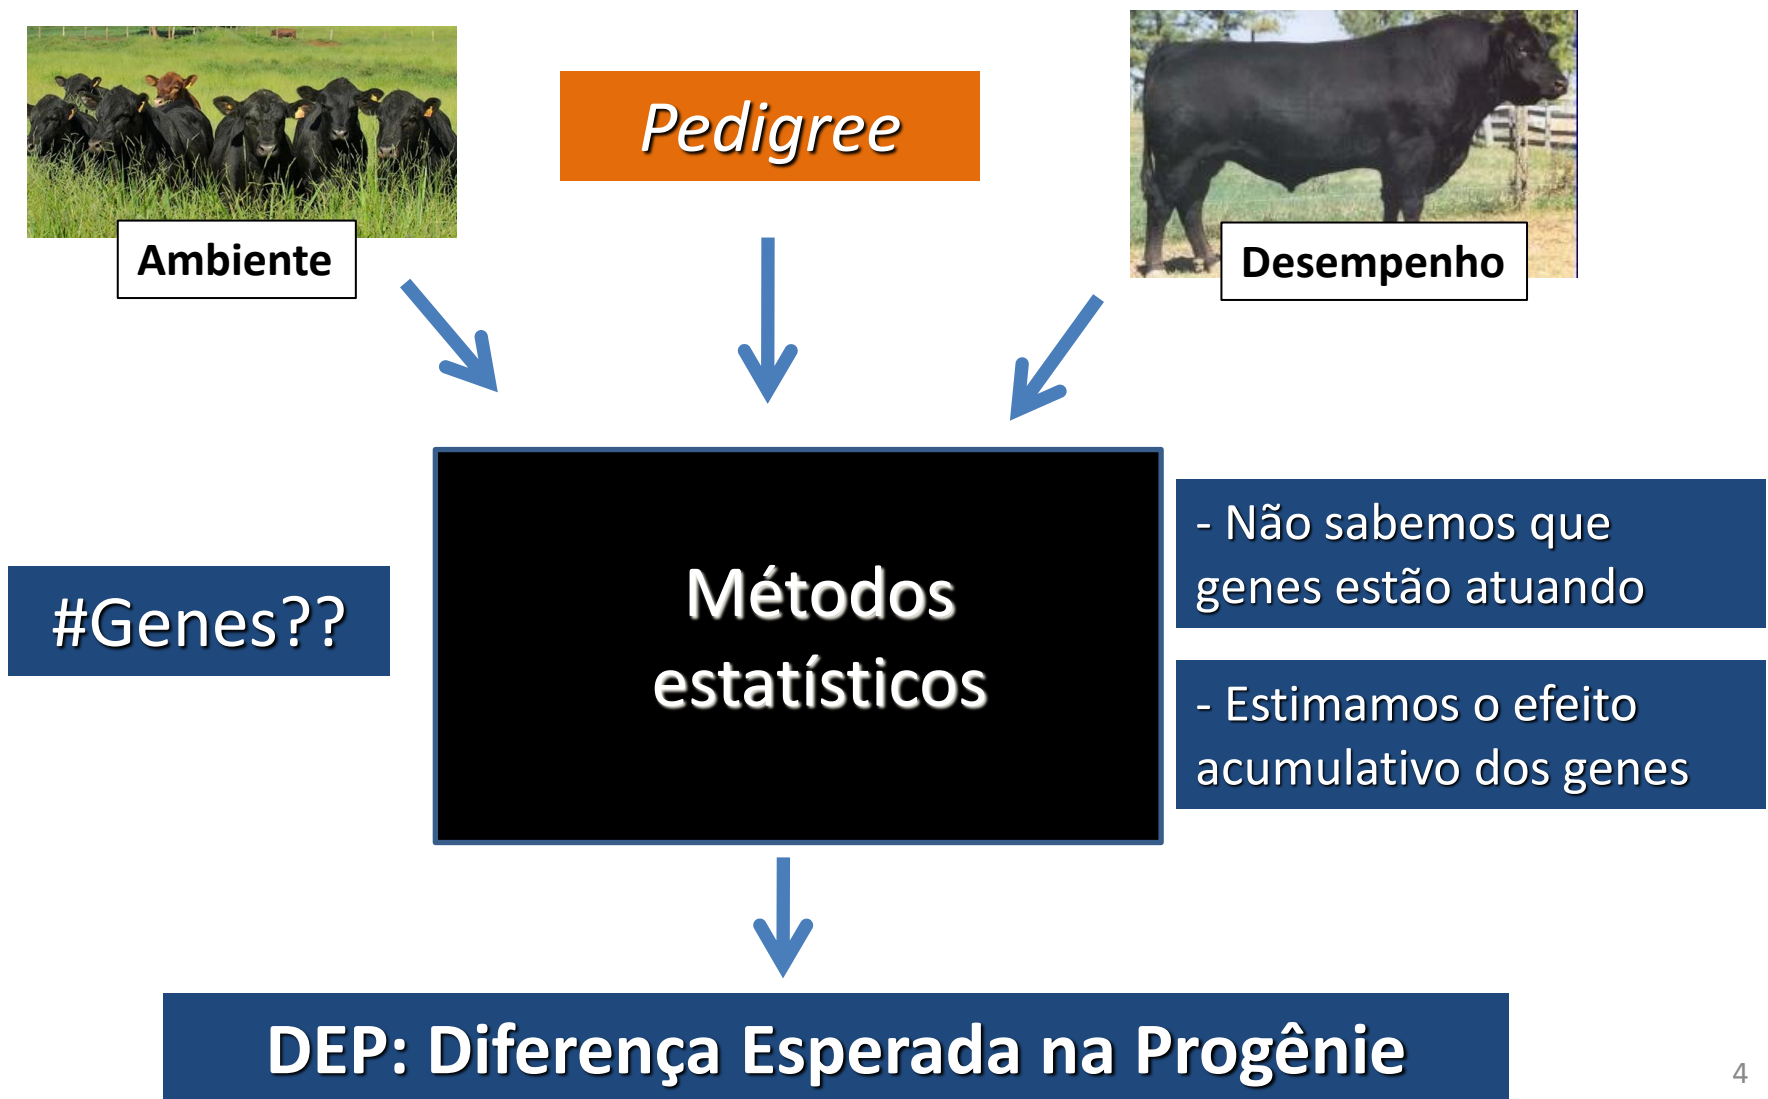 Pedigree
Ambiente
Desempenho
#Genes??
Métodos
estatísticos
- Não sabemos que
genes estão atuando
- Estimamos o efeito
acumulativo dos genes
DEP: Diferença Esperada na Progênie
4